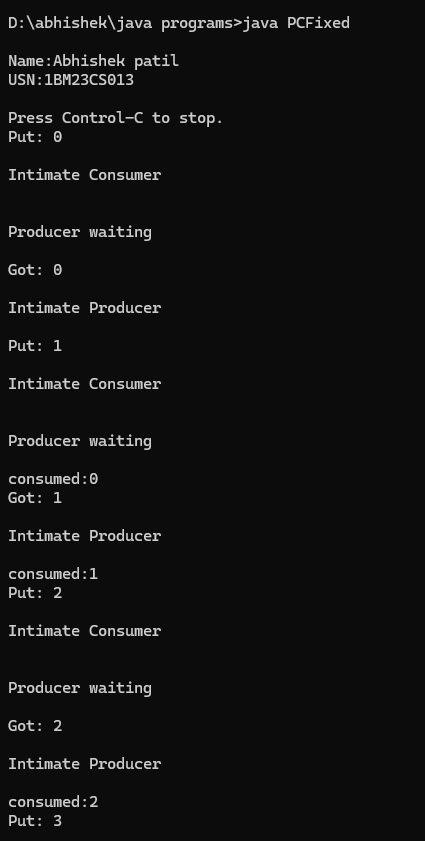 D:\abhishek\java programs>java PCFixed
Name:Abhishek patil
USN:1BM23CS013
Press Control-C to stop.
Put: 0
Intimate Consumer
Producer waiting
Got: 0
Intimate Producer
Put: 1
Intimate Consumer
Producer waiting
consumed:0
Got: 1
Intimate Producer
consumed:1
Put: 2
Intimate Consumer
Producer waiting
Got: 2
Intimate Producer
consumed:2
Put: 3